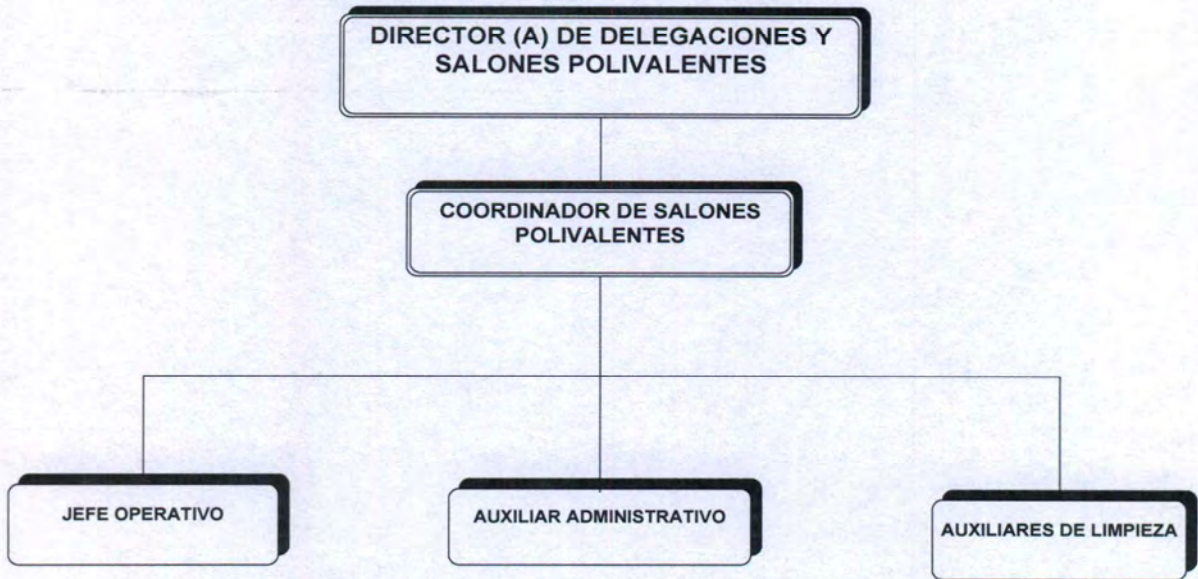 DIRECTOR (A) DE DELEGACIONES Y
SALONES POLIVALENTES
COORDINADOR DE SALONES
POLIVALENTES
JEFE OPERATIVO
AUXILIAR ADMINISTRATIVO
AUXILIARES DE LIMPIEZA